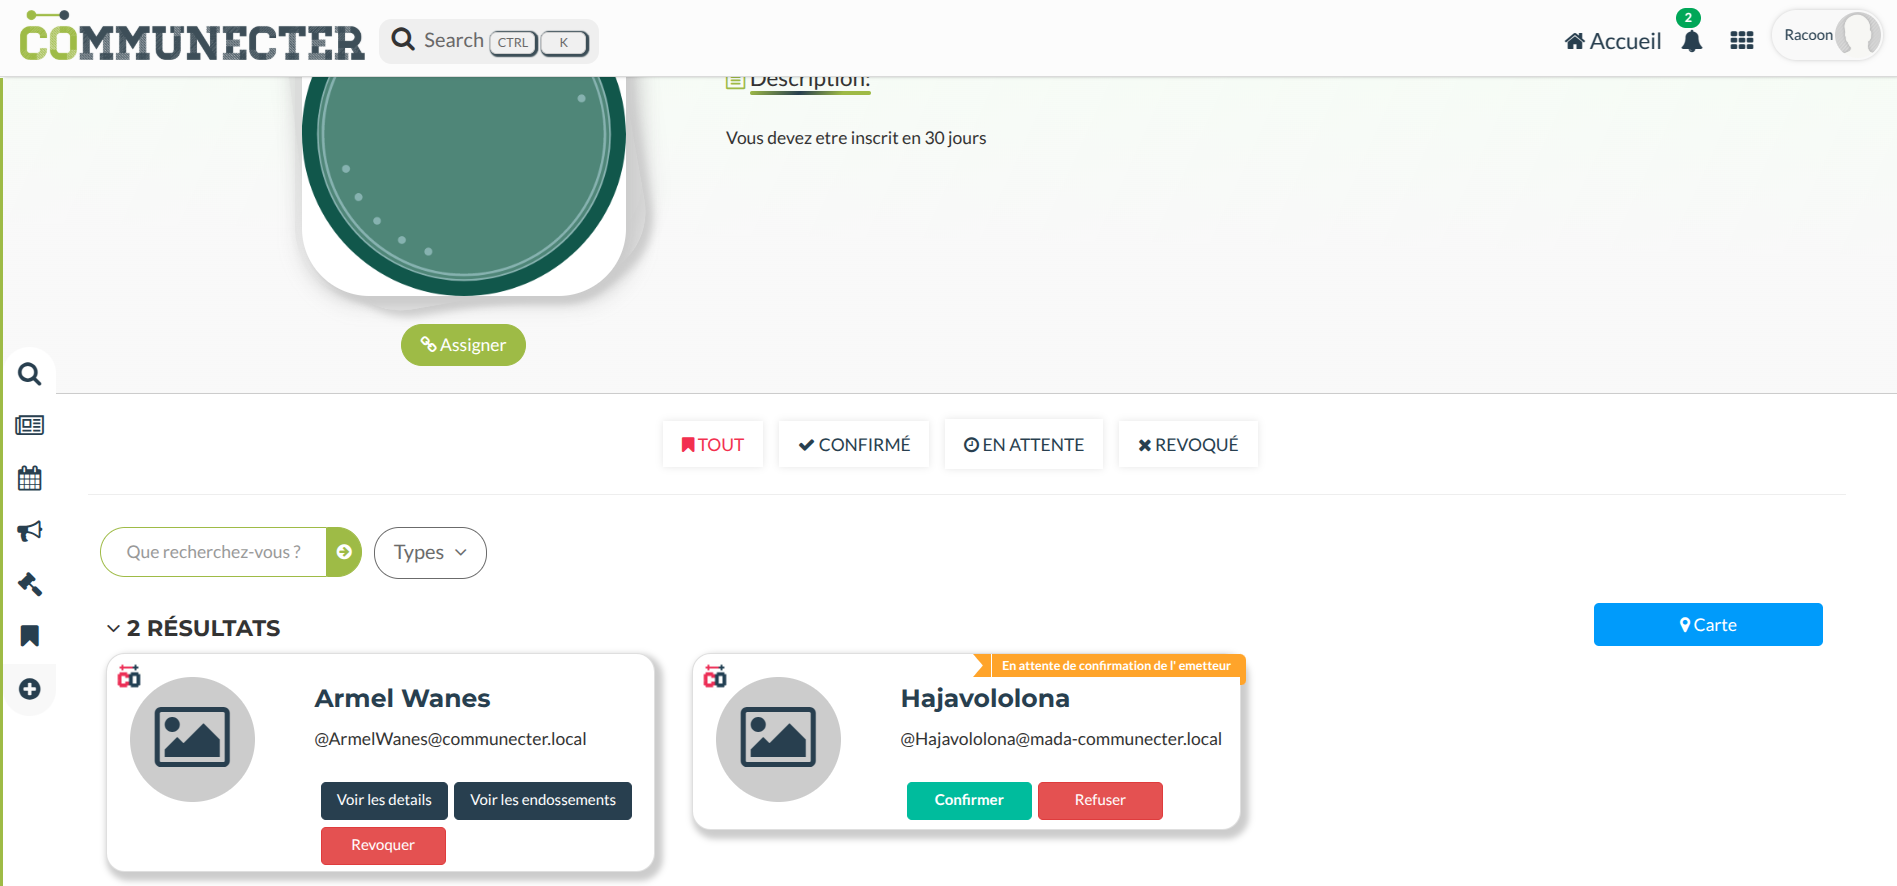 COMMUNECTER
Search CTRL K
Accueil
2
Racoon
Description:
Vous devez etre inscrit en 30 jours
Assigner
TOUT
CONFIRMÉ
EN ATTENTE
REVOQUÉ
Que recherchez-vous ?
Types
2 RÉSULTATS
Carte
CO
Armel Wanes
@ArmelWanes@communecter.local
Voir les details
Voir les endossements
Revoquer
CO
En attente de confirmation de l' emetteur
Hajavololona
@Hajavololona@mada-communecter.local
Confirmer
Refuser